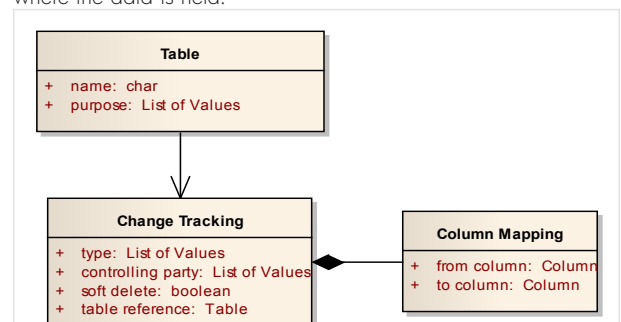 where the data is held.
Table
+ name: char
+ purpose: List of Values
Change Tracking
+ type: List of Values
+ controlling party: List of Values
+ soft delete: boolean
+ table reference: Table
Column Mapping
+ from column: Column
+ to column: Column